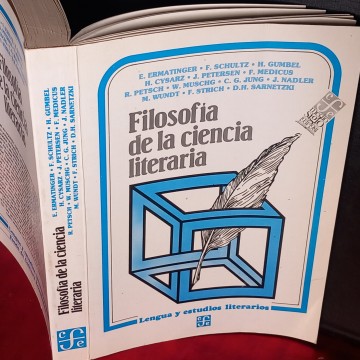 E. ERMATINGER • F. SCHULTZ • H. GUMBEL
H. CYSARZ • J. PETERSEN • F. MEDICUS
R. PETSCH • W. MUSCHG • C. G. JUNG • J. NADLER
M. WUNDT • F. STRICH • D.H. SARNETZKI
Filosofía
de la ciencia
literaria
Lengua y estudios literarios
E. ERMATINGER • F. SCHULTZ • H. GUMBEL
H. CYSARZ • J. PETERSEN • F. MEDICUS
R. PETSCH • W. MUSCHG • C. G. JUNG • J. NADLER
M. WUNDT • F. STRICH • D.H. SARNETZKI
Filosofía de la ciencia
literaria